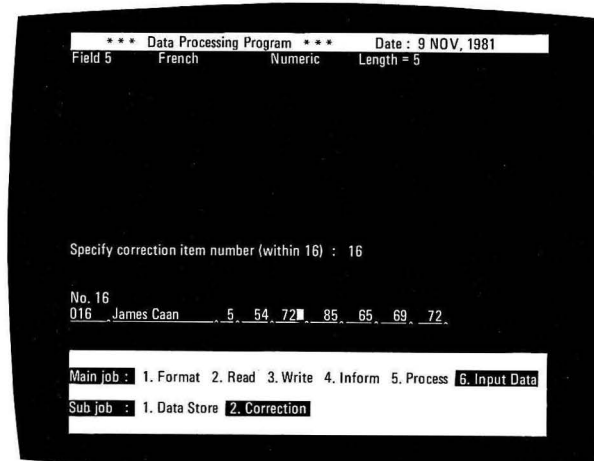 *** Data Processing Program *** Date : 9 NOV, 1981
Field 5 French Numeric Length = 5
Specify correction item number (within 16) : 16
No. 16
016 James Caan 5 54 72 85 65 69 72
Main job : 1. Format 2. Read 3. Write 4. Inform 5. Process 6. Input Data
Sub job : 1. Data Store 2. Correction